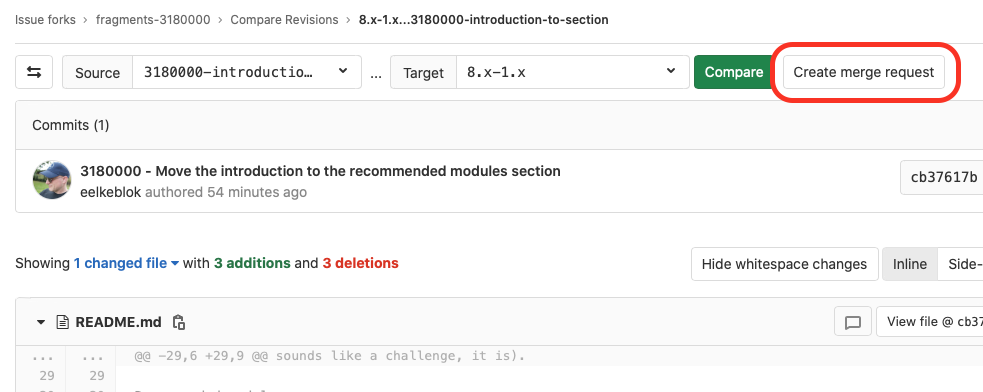 Issue forks › fragments-3180000 › Compare Revisions › 8.x-1.x...3180000-introduction-to-section
Source 3180000-introductio… ... Target 8.x-1.x Compare Create merge request
Commits (1)
3180000 - Move the introduction to the recommended modules section
eelkeblok authored 54 minutes ago
cb37617b
Showing 1 changed file with 3 additions and 3 deletions
Hide whitespace changes Inline Side-
README.md
View file @ cb37
... ... @@ -29,6 +29,9 @@ sounds like a challenge, it is).
29 29